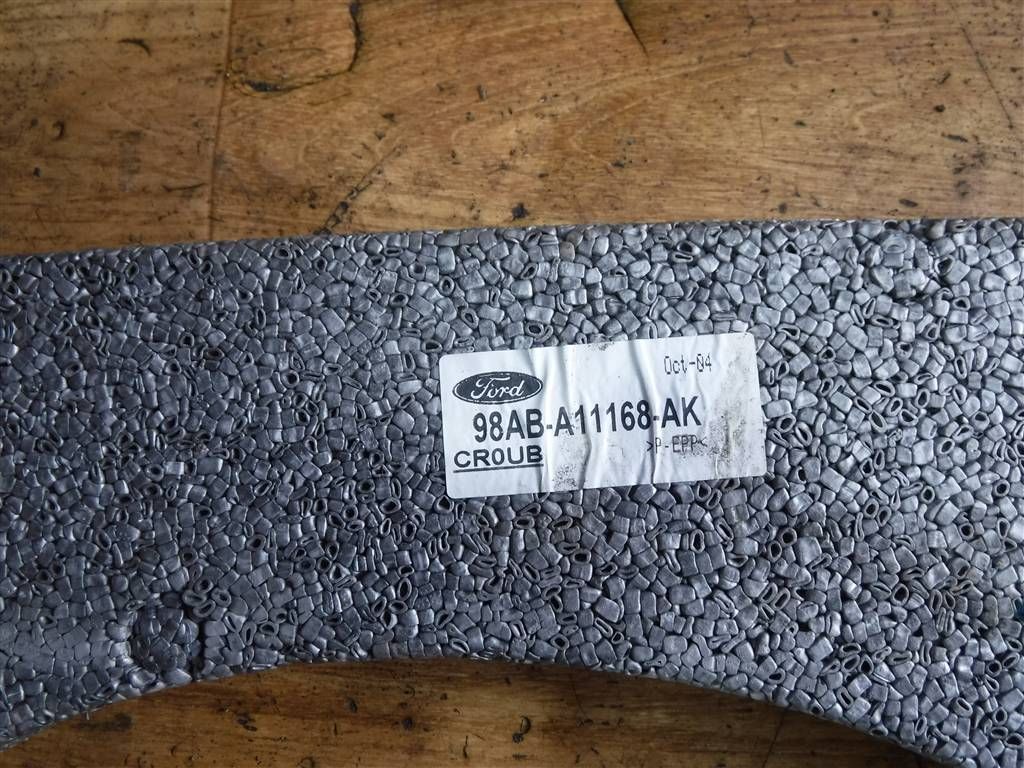 Oct-04
Ford
98AB-A11168-AK
CR0UB
>P-EPP<